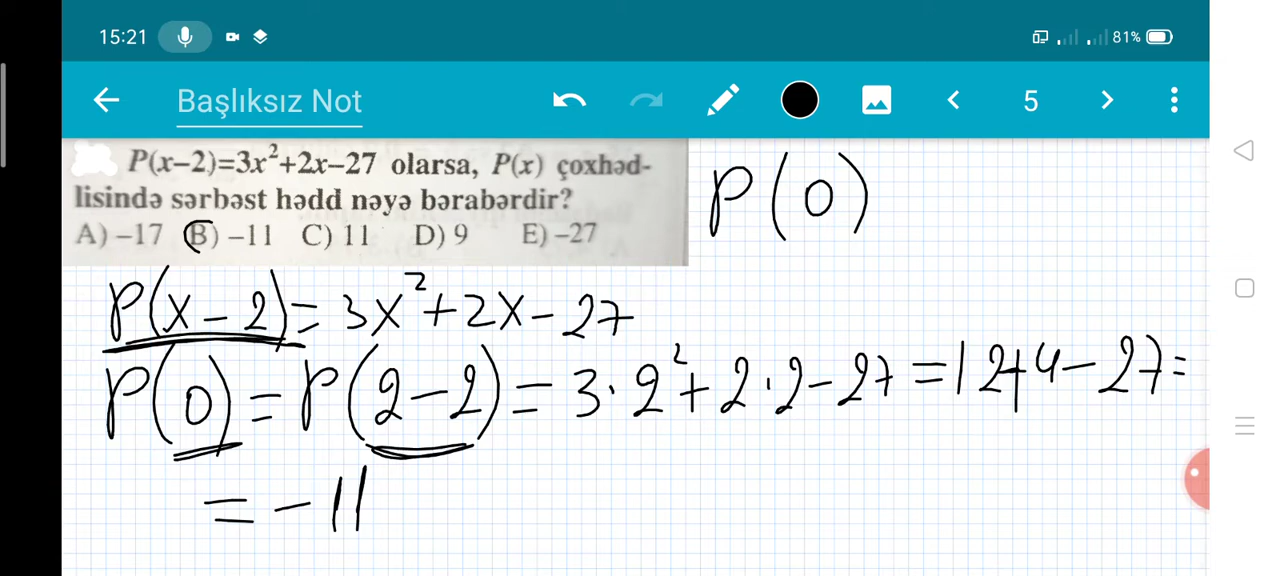 15:21
81%
Başlıksız Not
5
P(x–2)=3x²+2x–27 olarsa, P(x) çoxhəd-
lisində sərbəst hədd nəyə bərabərdir?
A) –17 B) –11 C) 11 D) 9 E) –27
P(0)
P(x-2)=3x²+2x-27
P(0)=P(2-2)=3·2²+2·2-27=12+4-27=
=-11